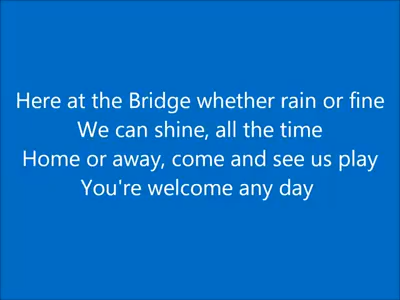 Here at the Bridge whether rain or fine
We can shine, all the time
Home or away, come and see us play
You're welcome any day